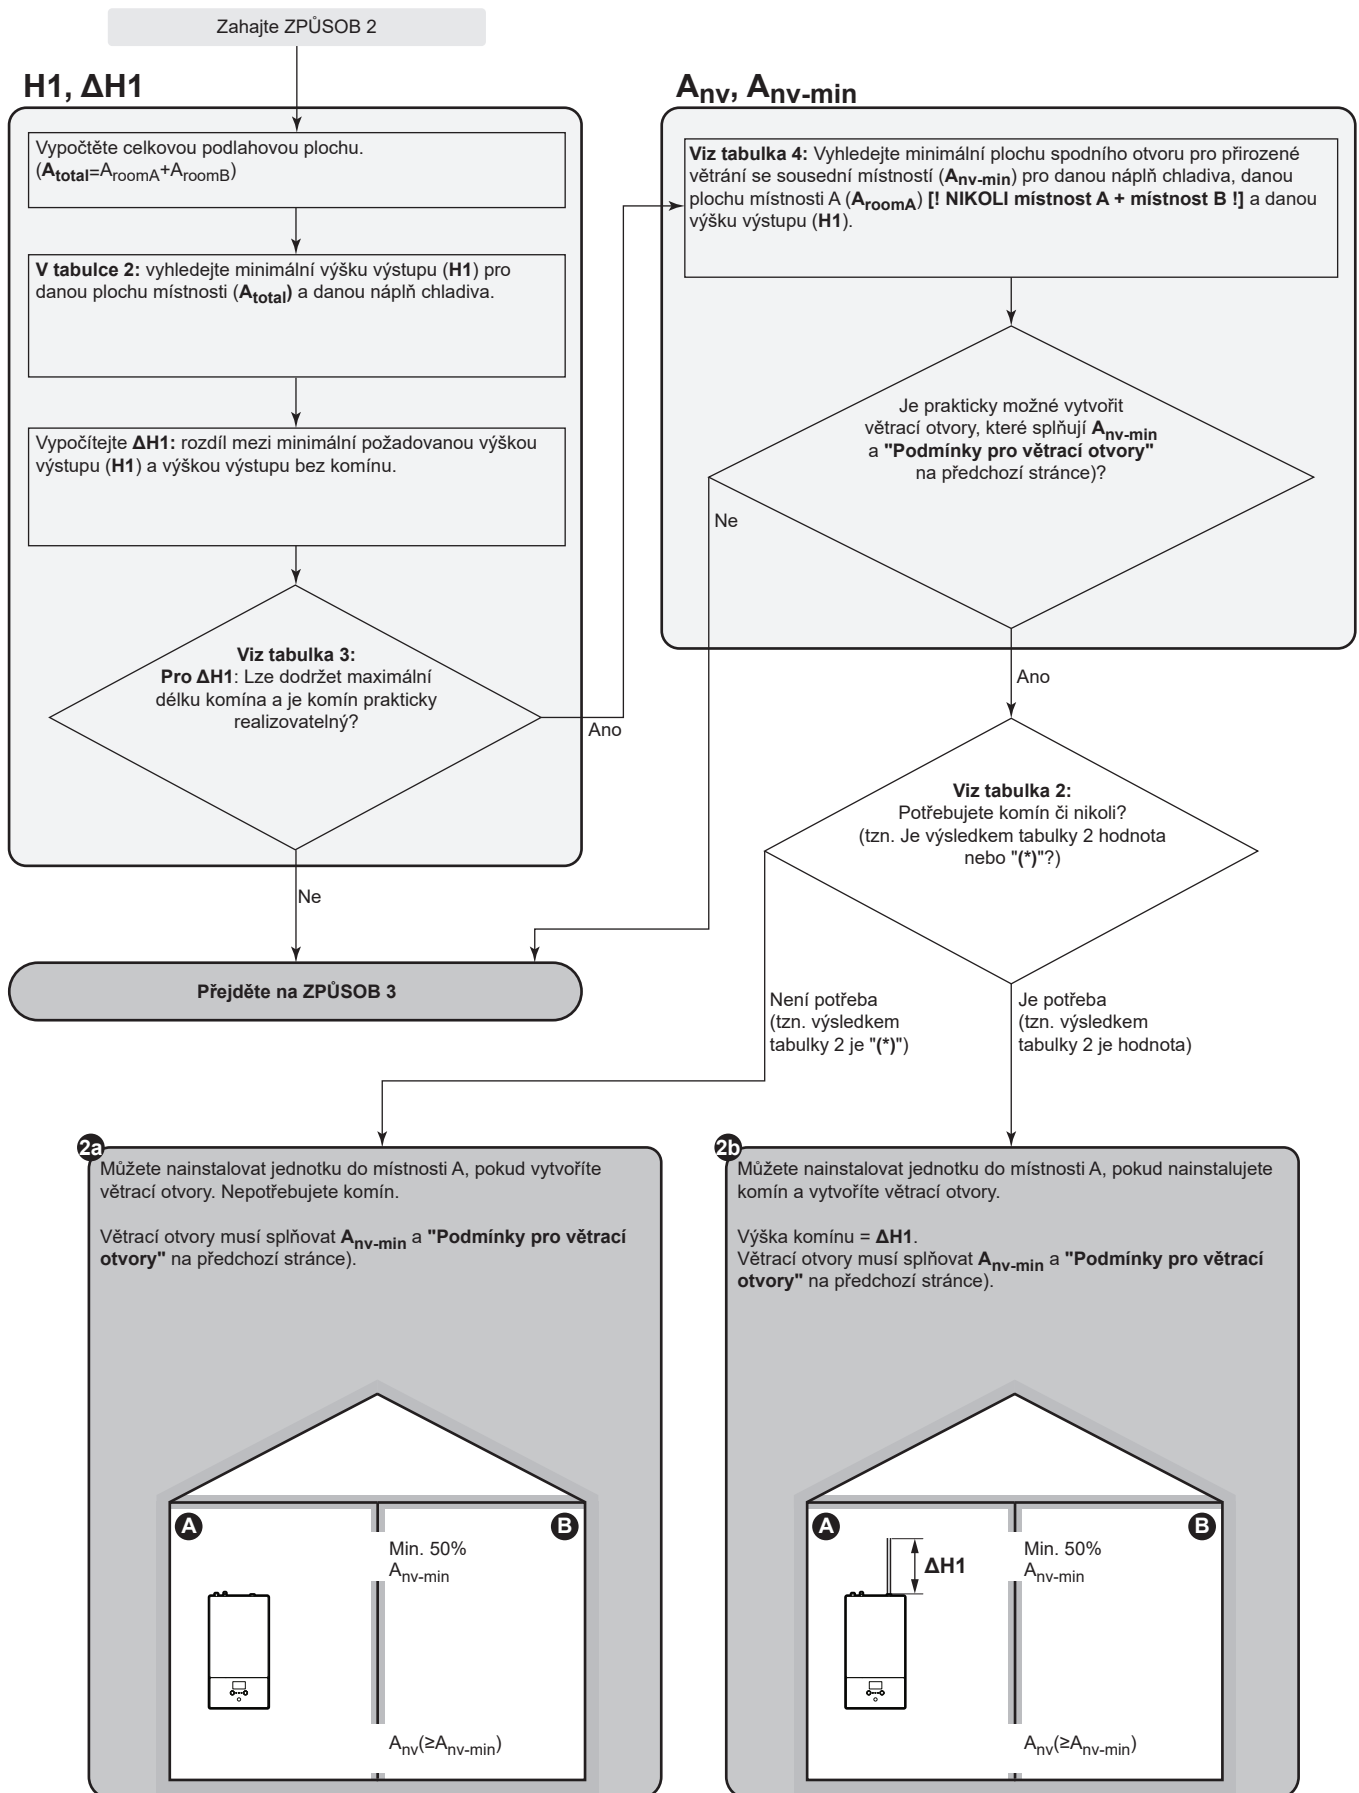 Zahajte ZPŮSOB 2
H1, ΔH1
Vypočtěte celkovou podlahovou plochu.
(Atotal=AroomA+AroomB)
V tabulce 2: vyhledejte minimální výšku výstupu (H1) pro
danou plochu místnosti (Atotal) a danou náplň chladiva.
Vypočítejte ΔH1: rozdíl mezi minimální požadovanou výškou
výstupu (H1) a výškou výstupu bez komínu.
Viz tabulka 3:
Pro ΔH1: Lze dodržet maximální
délku komína a je komín prakticky
realizovatelný?
Ano
Ne
Přejděte na ZPŮSOB 3
Anv, Anv-min
Viz tabulka 4: Vyhledejte minimální plochu spodního otvoru pro přirozené
větrání se sousední místností (Anv-min) pro danou náplň chladiva, danou
plochu místnosti A (AroomA) [! NIKOLI místnost A + místnost B !] a danou
výšku výstupu (H1).
Je prakticky možné vytvořit
větrací otvory, které splňují Anv-min
a "Podmínky pro větrací otvory"
na předchozí stránce)?
Ne
Ano
Viz tabulka 2:
Potřebujete komín či nikoli?
(tzn. Je výsledkem tabulky 2 hodnota
nebo "(*)"?)
Není potřeba
(tzn. výsledkem
tabulky 2 je "(*)")
Je potřeba
(tzn. výsledkem
tabulky 2 je hodnota)
2a
Můžete nainstalovat jednotku do místnosti A, pokud vytvoříte
větrací otvory. Nepotřebujete komín.
Větrací otvory musí splňovat Anv-min a "Podmínky pro větrací
otvory" na předchozí stránce).
A
B
Min. 50%
Anv-min
Anv(≥Anv-min)
2b
Můžete nainstalovat jednotku do místnosti A, pokud nainstalujete
komín a vytvoříte větrací otvory.
Výška komínu = ΔH1.
Větrací otvory musí splňovat Anv-min a "Podmínky pro větrací
otvory" na předchozí stránce).
A
B
ΔH1
Min. 50%
Anv-min
Anv(≥Anv-min)